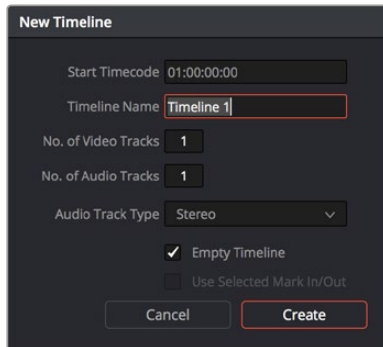 New Timeline
Start Timecode 01:00:00:00
Timeline Name Timeline 1
No. of Video Tracks 1
No. of Audio Tracks 1
Audio Track Type Stereo
Empty Timeline
Use Selected Mark In/Out
Cancel Create